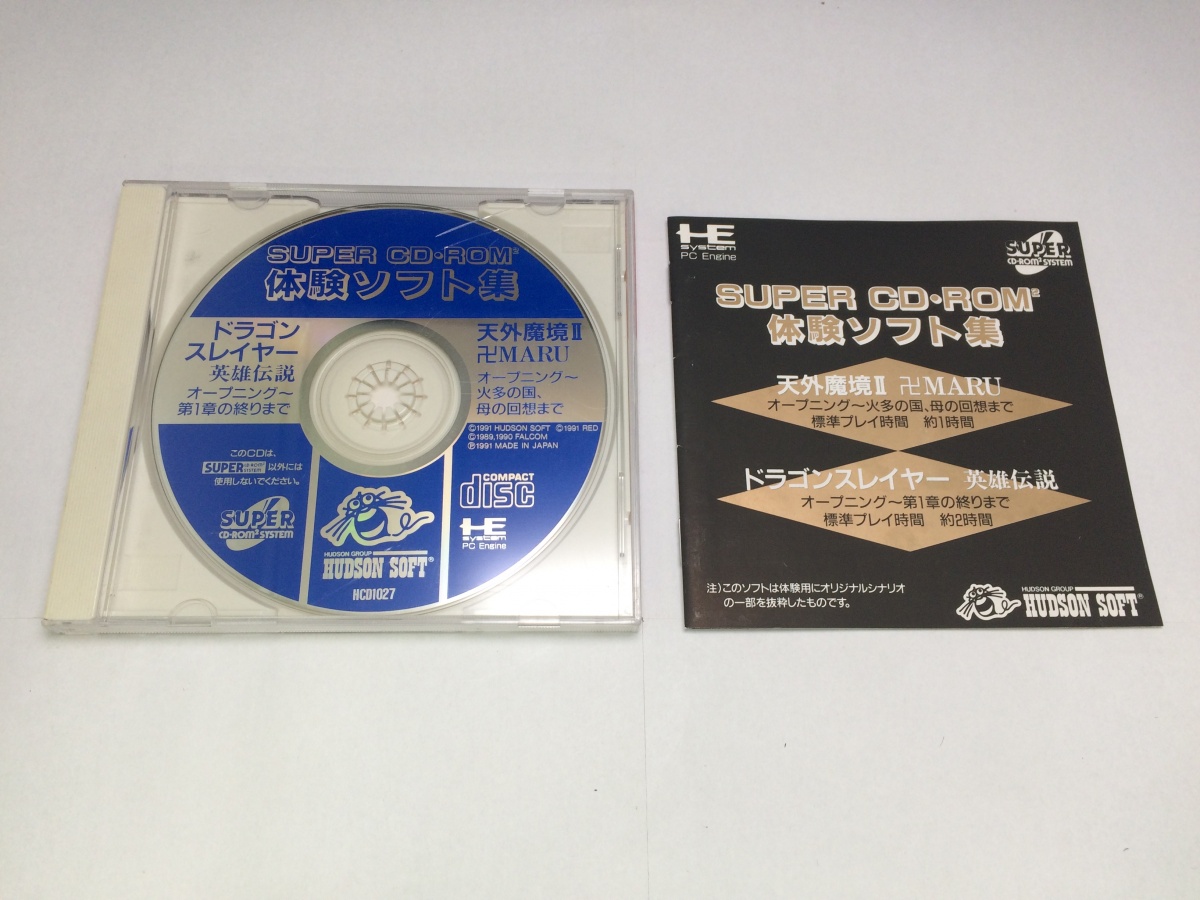 SUPER CD・ROM²
体験ソフト集
ドラゴン
スレイヤー
英雄伝説
オープニング〜
第1章の終りまで
天外魔境Ⅱ
卍MARU
オープニング〜
火多の国、
母の回想まで
©1991 HUDSON SOFT ©1991 RED
©1989,1990 FALCOM
℗1991 MADE IN JAPAN
このCDは、
SUPER CD・ROM² SYSTEM 以外には
使用しないでください。
SUPER
CD・ROM² SYSTEM
COMPACT
disc
HE
system
PC Engine
HUDSON GROUP
HUDSON SOFT®
HCD1027
HE
system
PC Engine
SUPER
CD・ROM² SYSTEM
SUPER CD・ROM²
体験ソフト集
天外魔境Ⅱ 卍MARU
オープニング〜火多の国、母の回想まで
標準プレイ時間 約1時間
ドラゴンスレイヤー 英雄伝説
オープニング〜第1章の終りまで
標準プレイ時間 約2時間
注)このソフトは体験用にオリジナルシナリオ
の一部を抜粋したものです。
HUDSON GROUP
HUDSON SOFT®